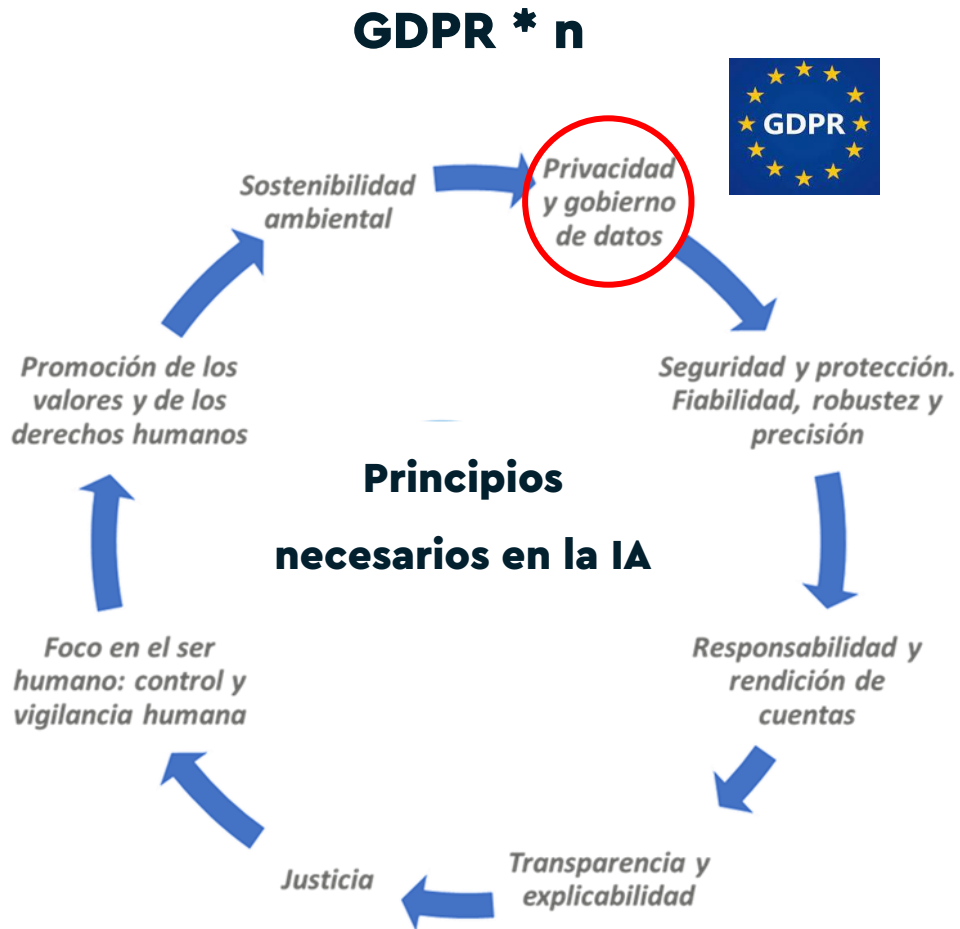 GDPR * n
GDPR
Privacidad
y gobierno
de datos
Sostenibilidad
ambiental
Seguridad y protección.
Fiabilidad, robustez y
precisión
Promoción de los
valores y de los
derechos humanos
Principios
necesarios en la IA
Responsabilidad y
rendición de
cuentas
Foco en el ser
humano: control y
vigilancia humana
Transparencia y
explicabilidad
Justicia